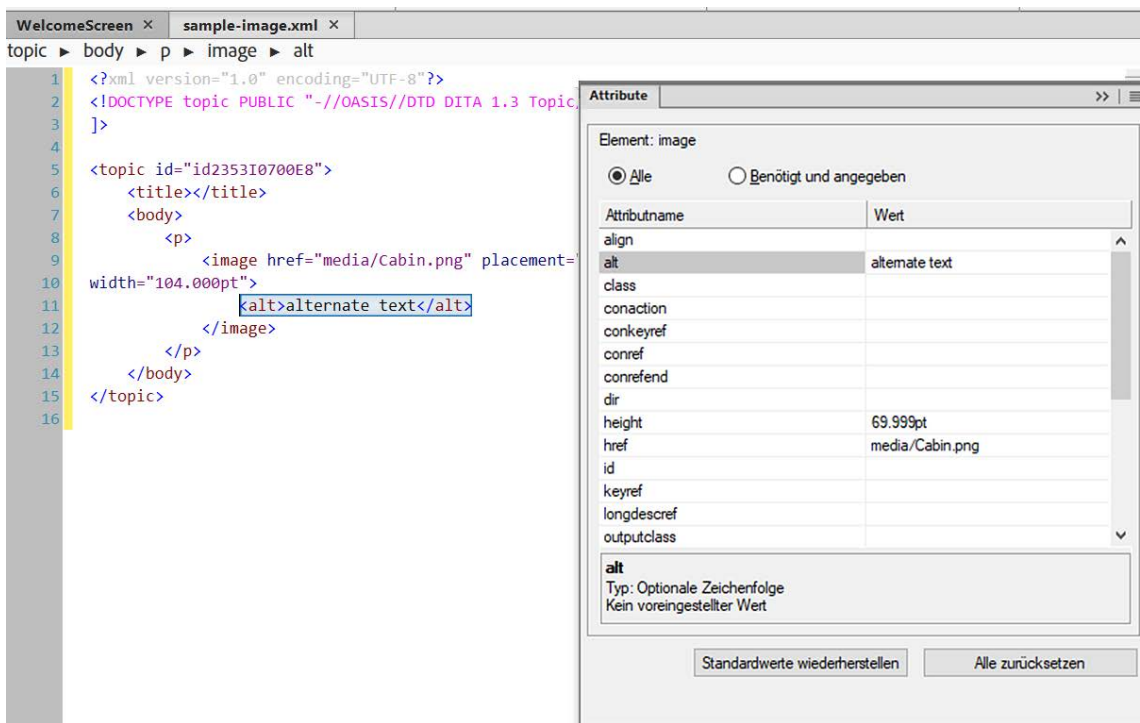 WelcomeScreen ×
sample-image.xml ×
topic ► body ► p ► image ► alt
1 <?xml version="1.0" encoding="UTF-8"?>
2 <!DOCTYPE topic PUBLIC "-//OASIS//DTD DITA 1.3 Topic/
3 ]>
4
5 <topic id="id2353I0700E8">
6 <title></title>
7 <body>
8 <p>
9 <image href="media/Cabin.png" placement="
10 width="104.000pt">
11 <alt>alternate text</alt>
12 </image>
13 </p>
14 </body>
15 </topic>
16
Attribute
Element: image
Alle
Benötigt und angegeben
Attributname Wert
align
alt alternate text
class
conaction
conkeyref
conref
conrefend
dir
height 69.999pt
href media/Cabin.png
id
keyref
longdescref
outputclass
alt
Typ: Optionale Zeichenfolge
Kein voreingestellter Wert
Standardwerte wiederherstellen
Alle zurücksetzen